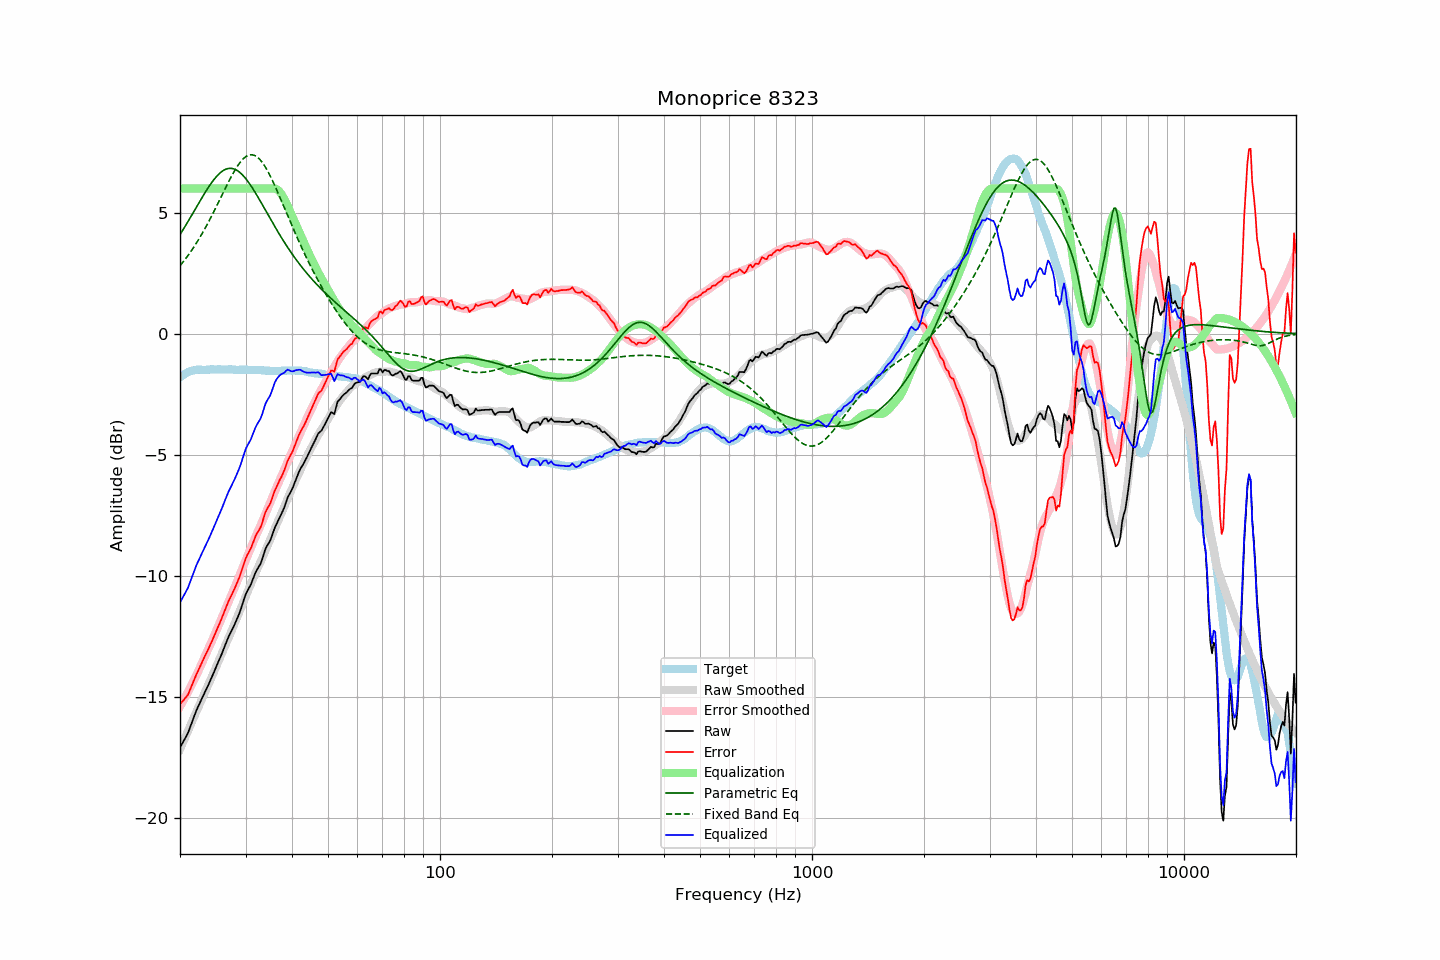 Monoprice 8323
Amplitude (dBr)
5
0
−5
−10
−15
−20
Target
Raw Smoothed
Error Smoothed
Raw
Error
Equalization
Parametric Eq
Fixed Band Eq
Equalized
100
1000
10000
Frequency (Hz)